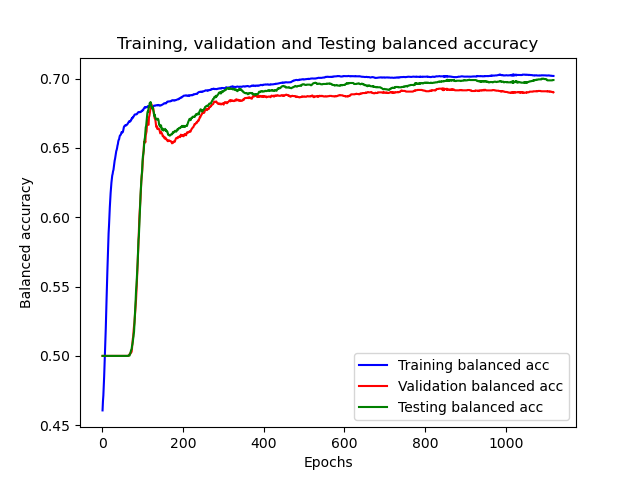 Training, validation and Testing balanced accuracy
Balanced accuracy
0.70
0.65
0.60
0.55
0.50
0.45
0
200
400
600
800
1000
Epochs
Training balanced acc
Validation balanced acc
Testing balanced acc